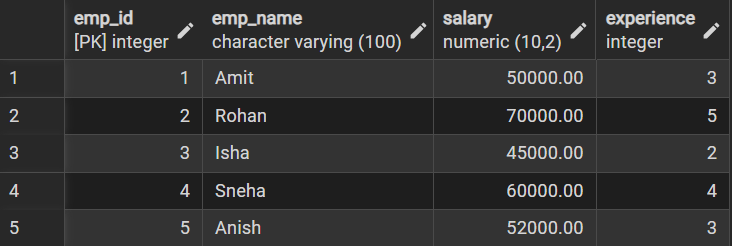 emp_id emp_name salary experience
[PK] integer character varying (100) numeric (10,2) integer
1 1 Amit 50000.00 3
2 2 Rohan 70000.00 5
3 3 Isha 45000.00 2
4 4 Sneha 60000.00 4
5 5 Anish 52000.00 3